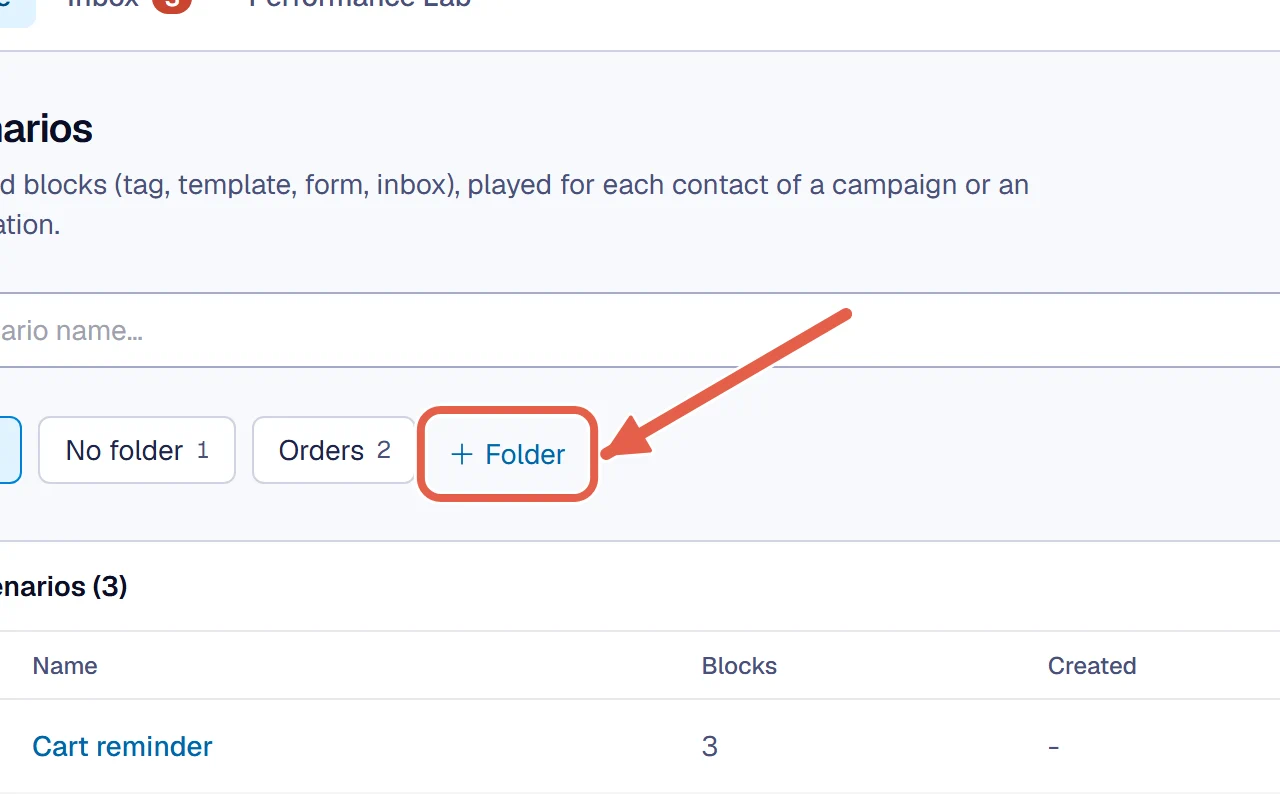 Inbox 3 Performance Lab
narios
d blocks (tag, template, form, inbox), played for each contact of a campaign or an
ation.
ario name...
No folder 1 Orders 2 + Folder
enarios (3)
Name Blocks Created
Cart reminder 3 -